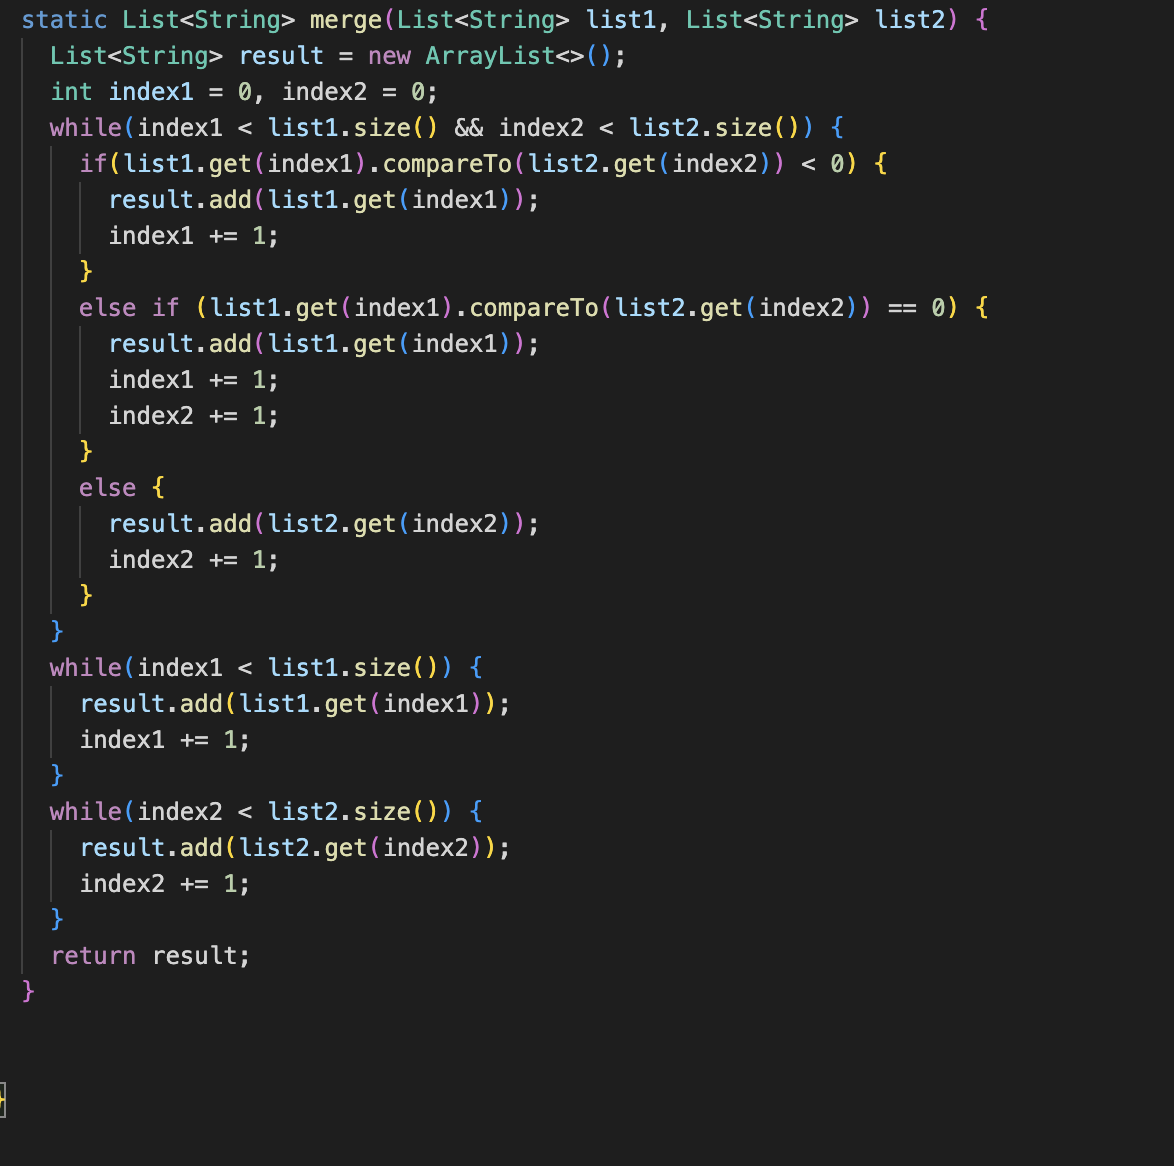 static List<String> merge(List<String> list1, List<String> list2) {
List<String> result = new ArrayList<>();
int index1 = 0, index2 = 0;
while(index1 < list1.size() && index2 < list2.size()) {
if(list1.get(index1).compareTo(list2.get(index2)) < 0) {
result.add(list1.get(index1));
index1 += 1;
}
else if (list1.get(index1).compareTo(list2.get(index2)) == 0) {
result.add(list1.get(index1));
index1 += 1;
index2 += 1;
}
else {
result.add(list2.get(index2));
index2 += 1;
}
}
while(index1 < list1.size()) {
result.add(list1.get(index1));
index1 += 1;
}
while(index2 < list2.size()) {
result.add(list2.get(index2));
index2 += 1;
}
return result;
}
}